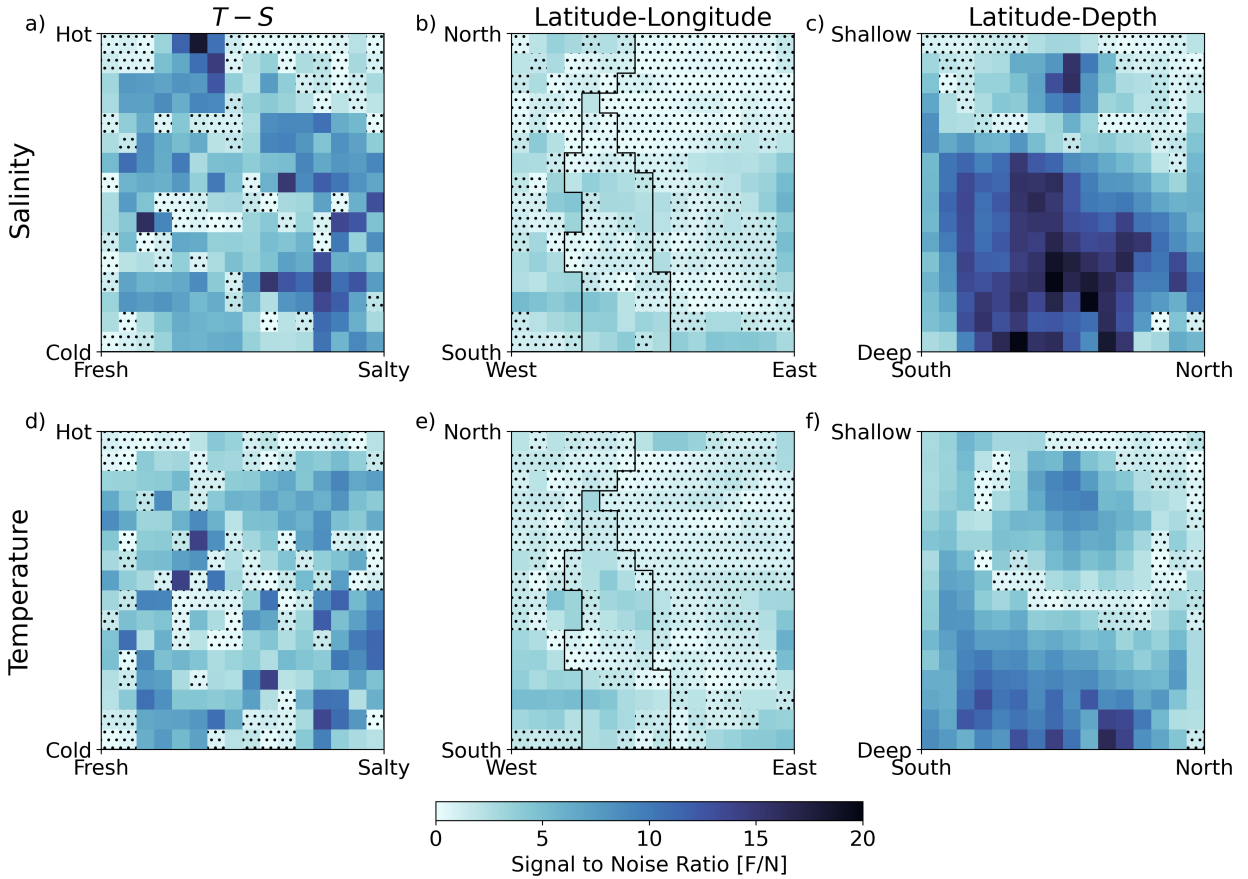 a) T − S b) Latitude-Longitude c) Latitude-Depth
Hot North Shallow
Salinity
Cold South Deep
Fresh Salty West East South North
d) e) f)
Hot North Shallow
Temperature
Cold South Deep
Fresh Salty West East South North
0 5 10 15 20
Signal to Noise Ratio [F/N]